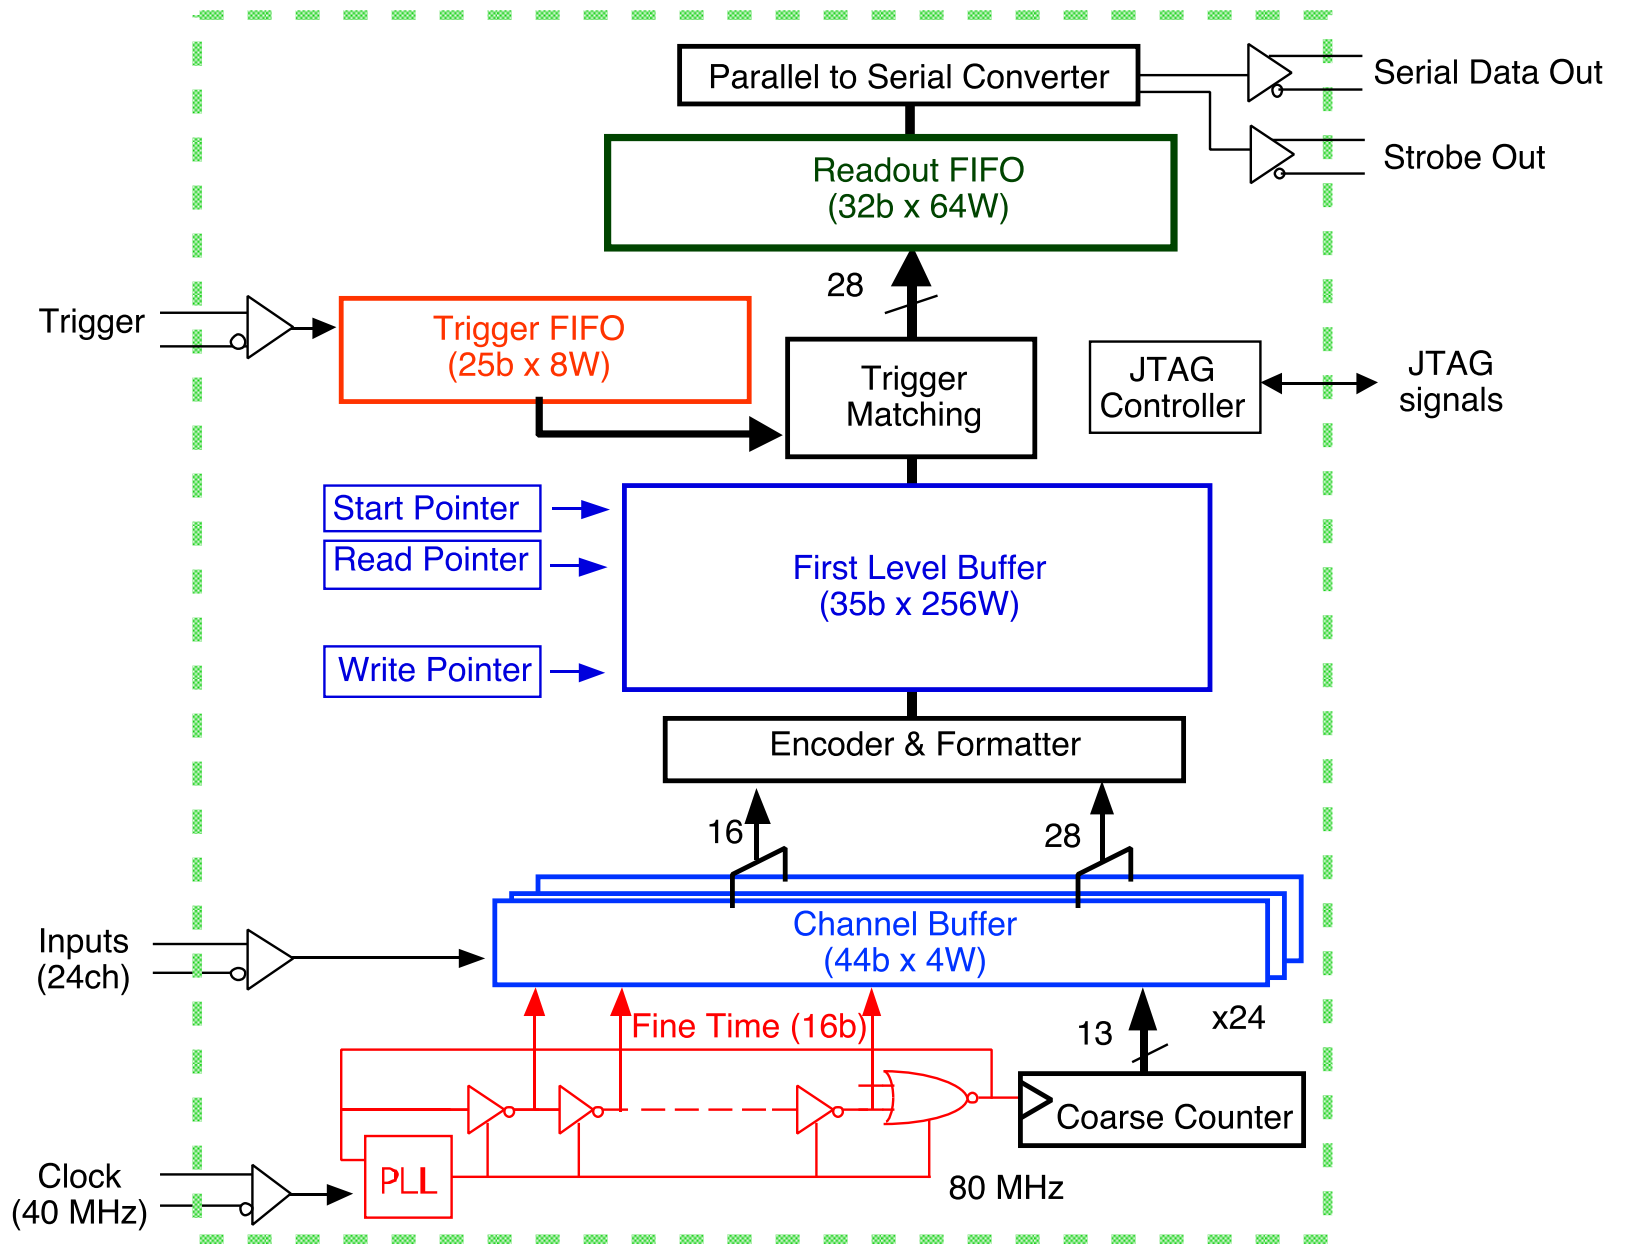 Parallel to Serial Converter
Serial Data Out
Strobe Out
Readout FIFO
(32b x 64W)
28
Trigger
Trigger FIFO
(25b x 8W)
Trigger
Matching
JTAG
Controller
JTAG
signals
Start Pointer
Read Pointer
Write Pointer
First Level Buffer
(35b x 256W)
Encoder & Formatter
16
28
Inputs
(24ch)
Channel Buffer
(44b x 4W)
Fine Time (16b)
13
x24
Coarse Counter
Clock
(40 MHz)
PLL
80 MHz